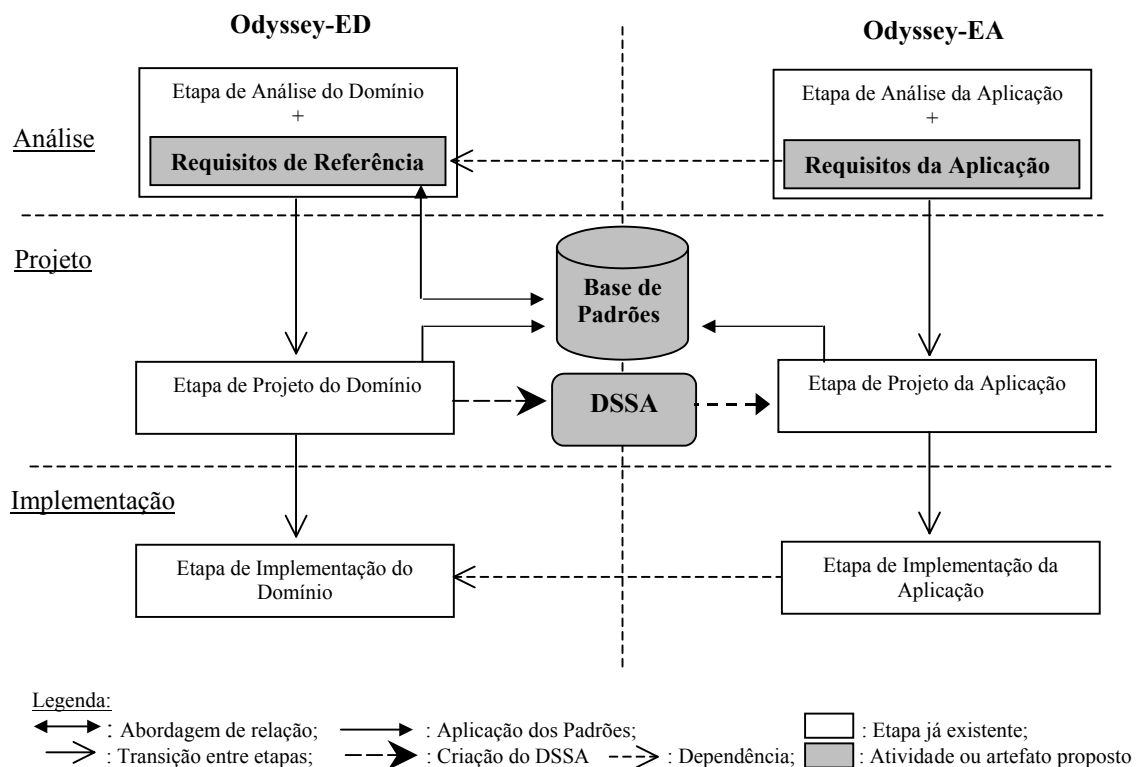 Odyssey-ED
Odyssey-EA
Análise
Etapa de Análise do Domínio
+
Requisitos de Referência
Etapa de Análise da Aplicação
+
Requisitos da Aplicação
Projeto
Base de
Padrões
Etapa de Projeto do Domínio
DSSA
Etapa de Projeto da Aplicação
Implementação
Etapa de Implementação do
Domínio
Etapa de Implementação da
Aplicação
Legenda:
: Abordagem de relação;
: Aplicação dos Padrões;
: Etapa já existente;
: Transição entre etapas;
: Criação do DSSA
: Dependência;
: Atividade ou artefato proposto